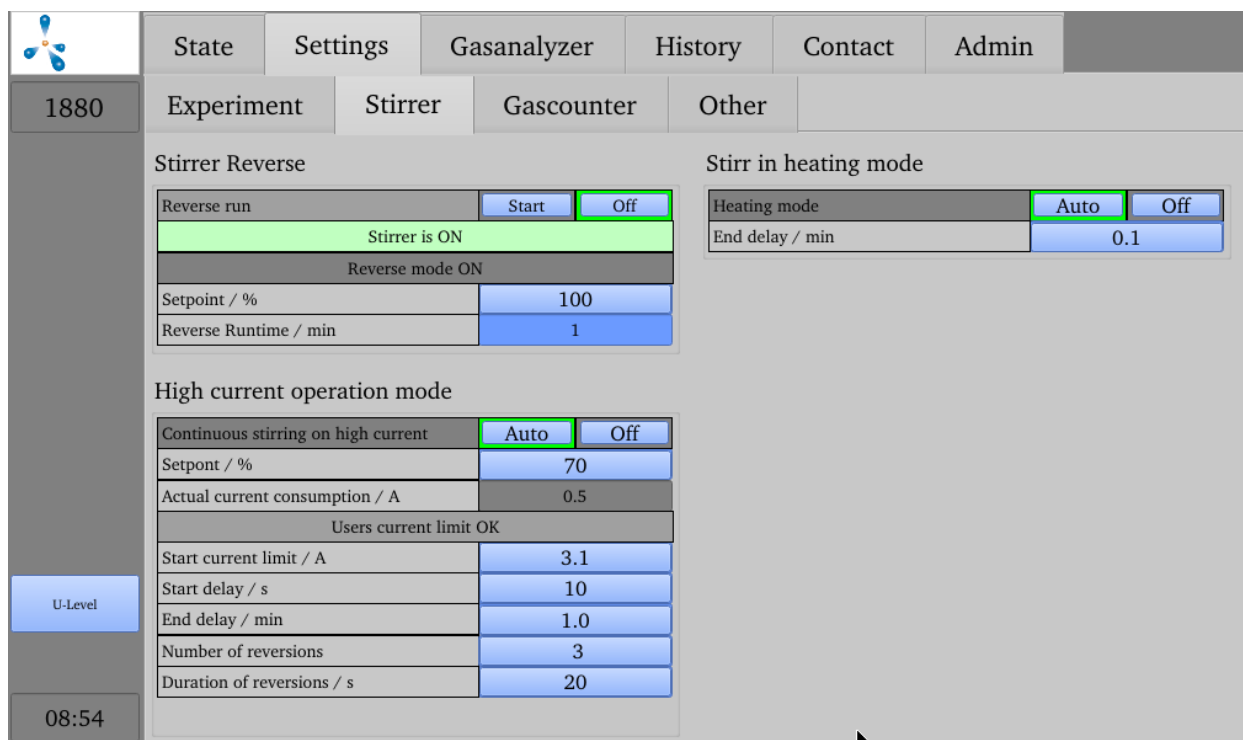 State Settings Gasanalyzer History Contact Admin
1880
Experiment Stirrer Gascounter Other
Stirrer Reverse
Reverse run Start Off
Stirrer is ON
Reverse mode ON
Setpoint / % 100
Reverse Runtime / min 1
Stirr in heating mode
Heating mode Auto Off
End delay / min 0.1
High current operation mode
Continuous stirring on high current Auto Off
Setpont / % 70
Actual current consumption / A 0.5
Users current limit OK
Start current limit / A 3.1
Start delay / s 10
End delay / min 1.0
Number of reversions 3
Duration of reversions / s 20
U-Level
08:54